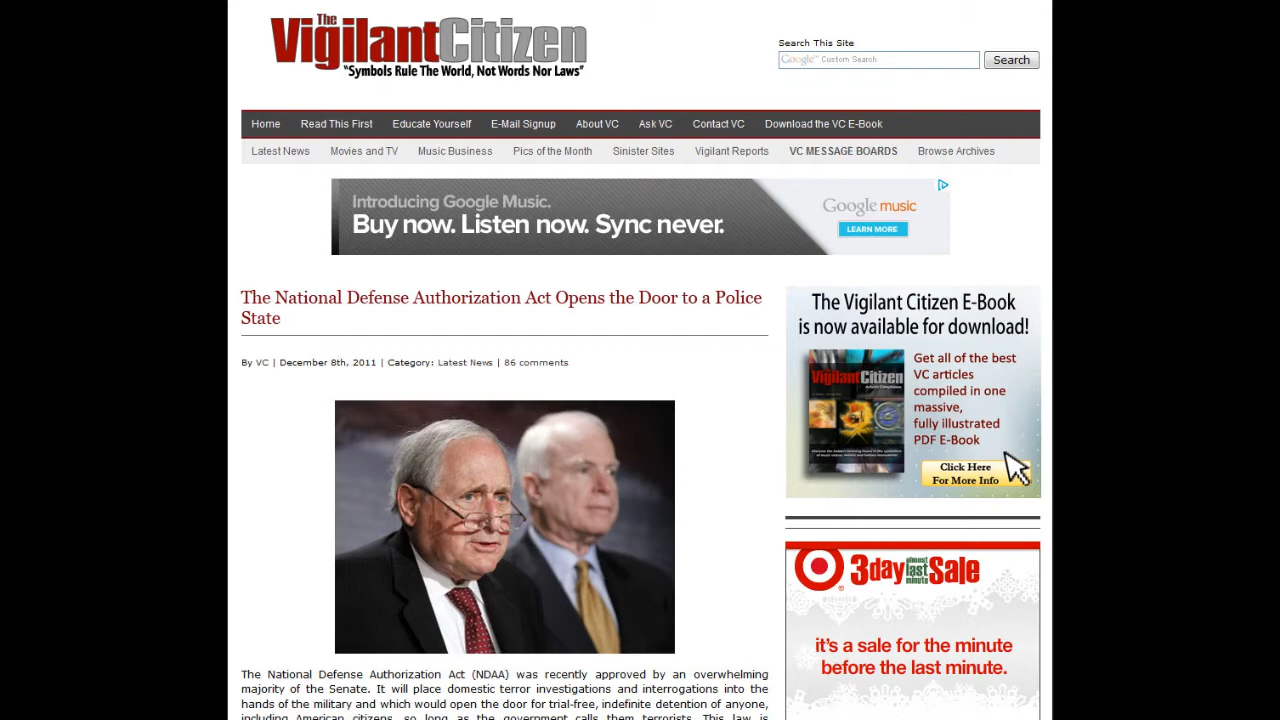 The
VigilantCitizen
"Symbols Rule The World, Not Words Nor Laws"
Search This Site
Google™ Custom Search
Search
Home Read This First Educate Yourself E-Mail Signup About VC Ask VC Contact VC Download the VC E-Book
Latest News Movies and TV Music Business Pics of the Month Sinister Sites Vigilant Reports VC MESSAGE BOARDS Browse Archives
Introducing Google Music.
Buy now. Listen now. Sync never.
Google music
LEARN MORE
The National Defense Authorization Act Opens the Door to a Police
State
By VC | December 8th, 2011 | Category: Latest News | 86 comments
The National Defense Authorization Act (NDAA) was recently approved by an overwhelming
majority of the Senate. It will place domestic terror investigations and interrogations into the
hands of the military and which would open the door for trial-free, indefinite detention of anyone,
including American citizens, so long as the government calls them terrorists. This law is
The Vigilant Citizen E-Book
is now available for download!
VigilantCitizen
Get all of the best
VC articles
compiled in one
massive,
fully illustrated
PDF E-Book
Click Here
For More Info
3day almost last minute Sale
it's a sale for the minute
before the last minute.